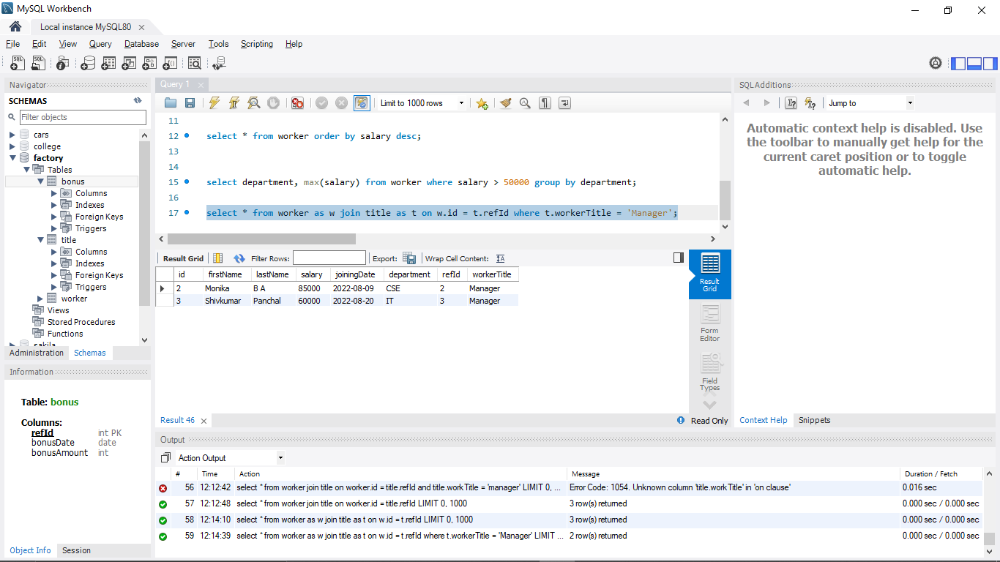 MySQL Workbench
Local instance MySQL80
File Edit View Query Database Server Tools Scripting Help
Navigator
SCHEMAS
Filter objects
cars
college
factory
Tables
bonus
Columns
Indexes
Foreign Keys
Triggers
title
Columns
Indexes
Foreign Keys
Triggers
worker
Views
Stored Procedures
Functions
sakila
Administration Schemas
Information
Table: bonus
Columns:
refId int PK
bonusDate date
bonusAmount int
Object Info Session
Query 1
Limit to 1000 rows
11
12 select * from worker order by salary desc;
13
14
15 select department, max(salary) from worker where salary > 50000 group by department;
16
17 select * from worker as w join title as t on w.id = t.refId where t.workerTitle = 'Manager';
Result Grid Filter Rows: Export: Wrap Cell Content:
id firstName lastName salary joiningDate department refId workerTitle
2 Monika B A 85000 2022-08-09 CSE 2 Manager
3 Shivkumar Panchal 60000 2022-08-20 IT 3 Manager
Result
Grid
Form
Editor
Field
Types
Result 46
Read Only
SQLAdditions
Jump to
Automatic context help is disabled. Use
the toolbar to manually get help for the
current caret position or to toggle
automatic help.
Context Help Snippets
Output
Action Output
# Time Action Message Duration / Fetch
56 12:12:42 select * from worker join title on worker.id = title.refId and title.workTitle = 'manager' LIMIT 0, ... Error Code: 1054. Unknown column 'title.workTitle' in 'on clause' 0.016 sec
57 12:12:48 select * from worker join title on worker.id = title.refId LIMIT 0, 1000 3 row(s) returned 0.000 sec / 0.000 sec
58 12:14:10 select * from worker as w join title as t on w.id = t.refId LIMIT 0, 1000 3 row(s) returned 0.000 sec / 0.000 sec
59 12:14:39 select * from worker as w join title as t on w.id = t.refId where t.workerTitle = 'Manager' LIMIT ... 2 row(s) returned 0.000 sec / 0.000 sec